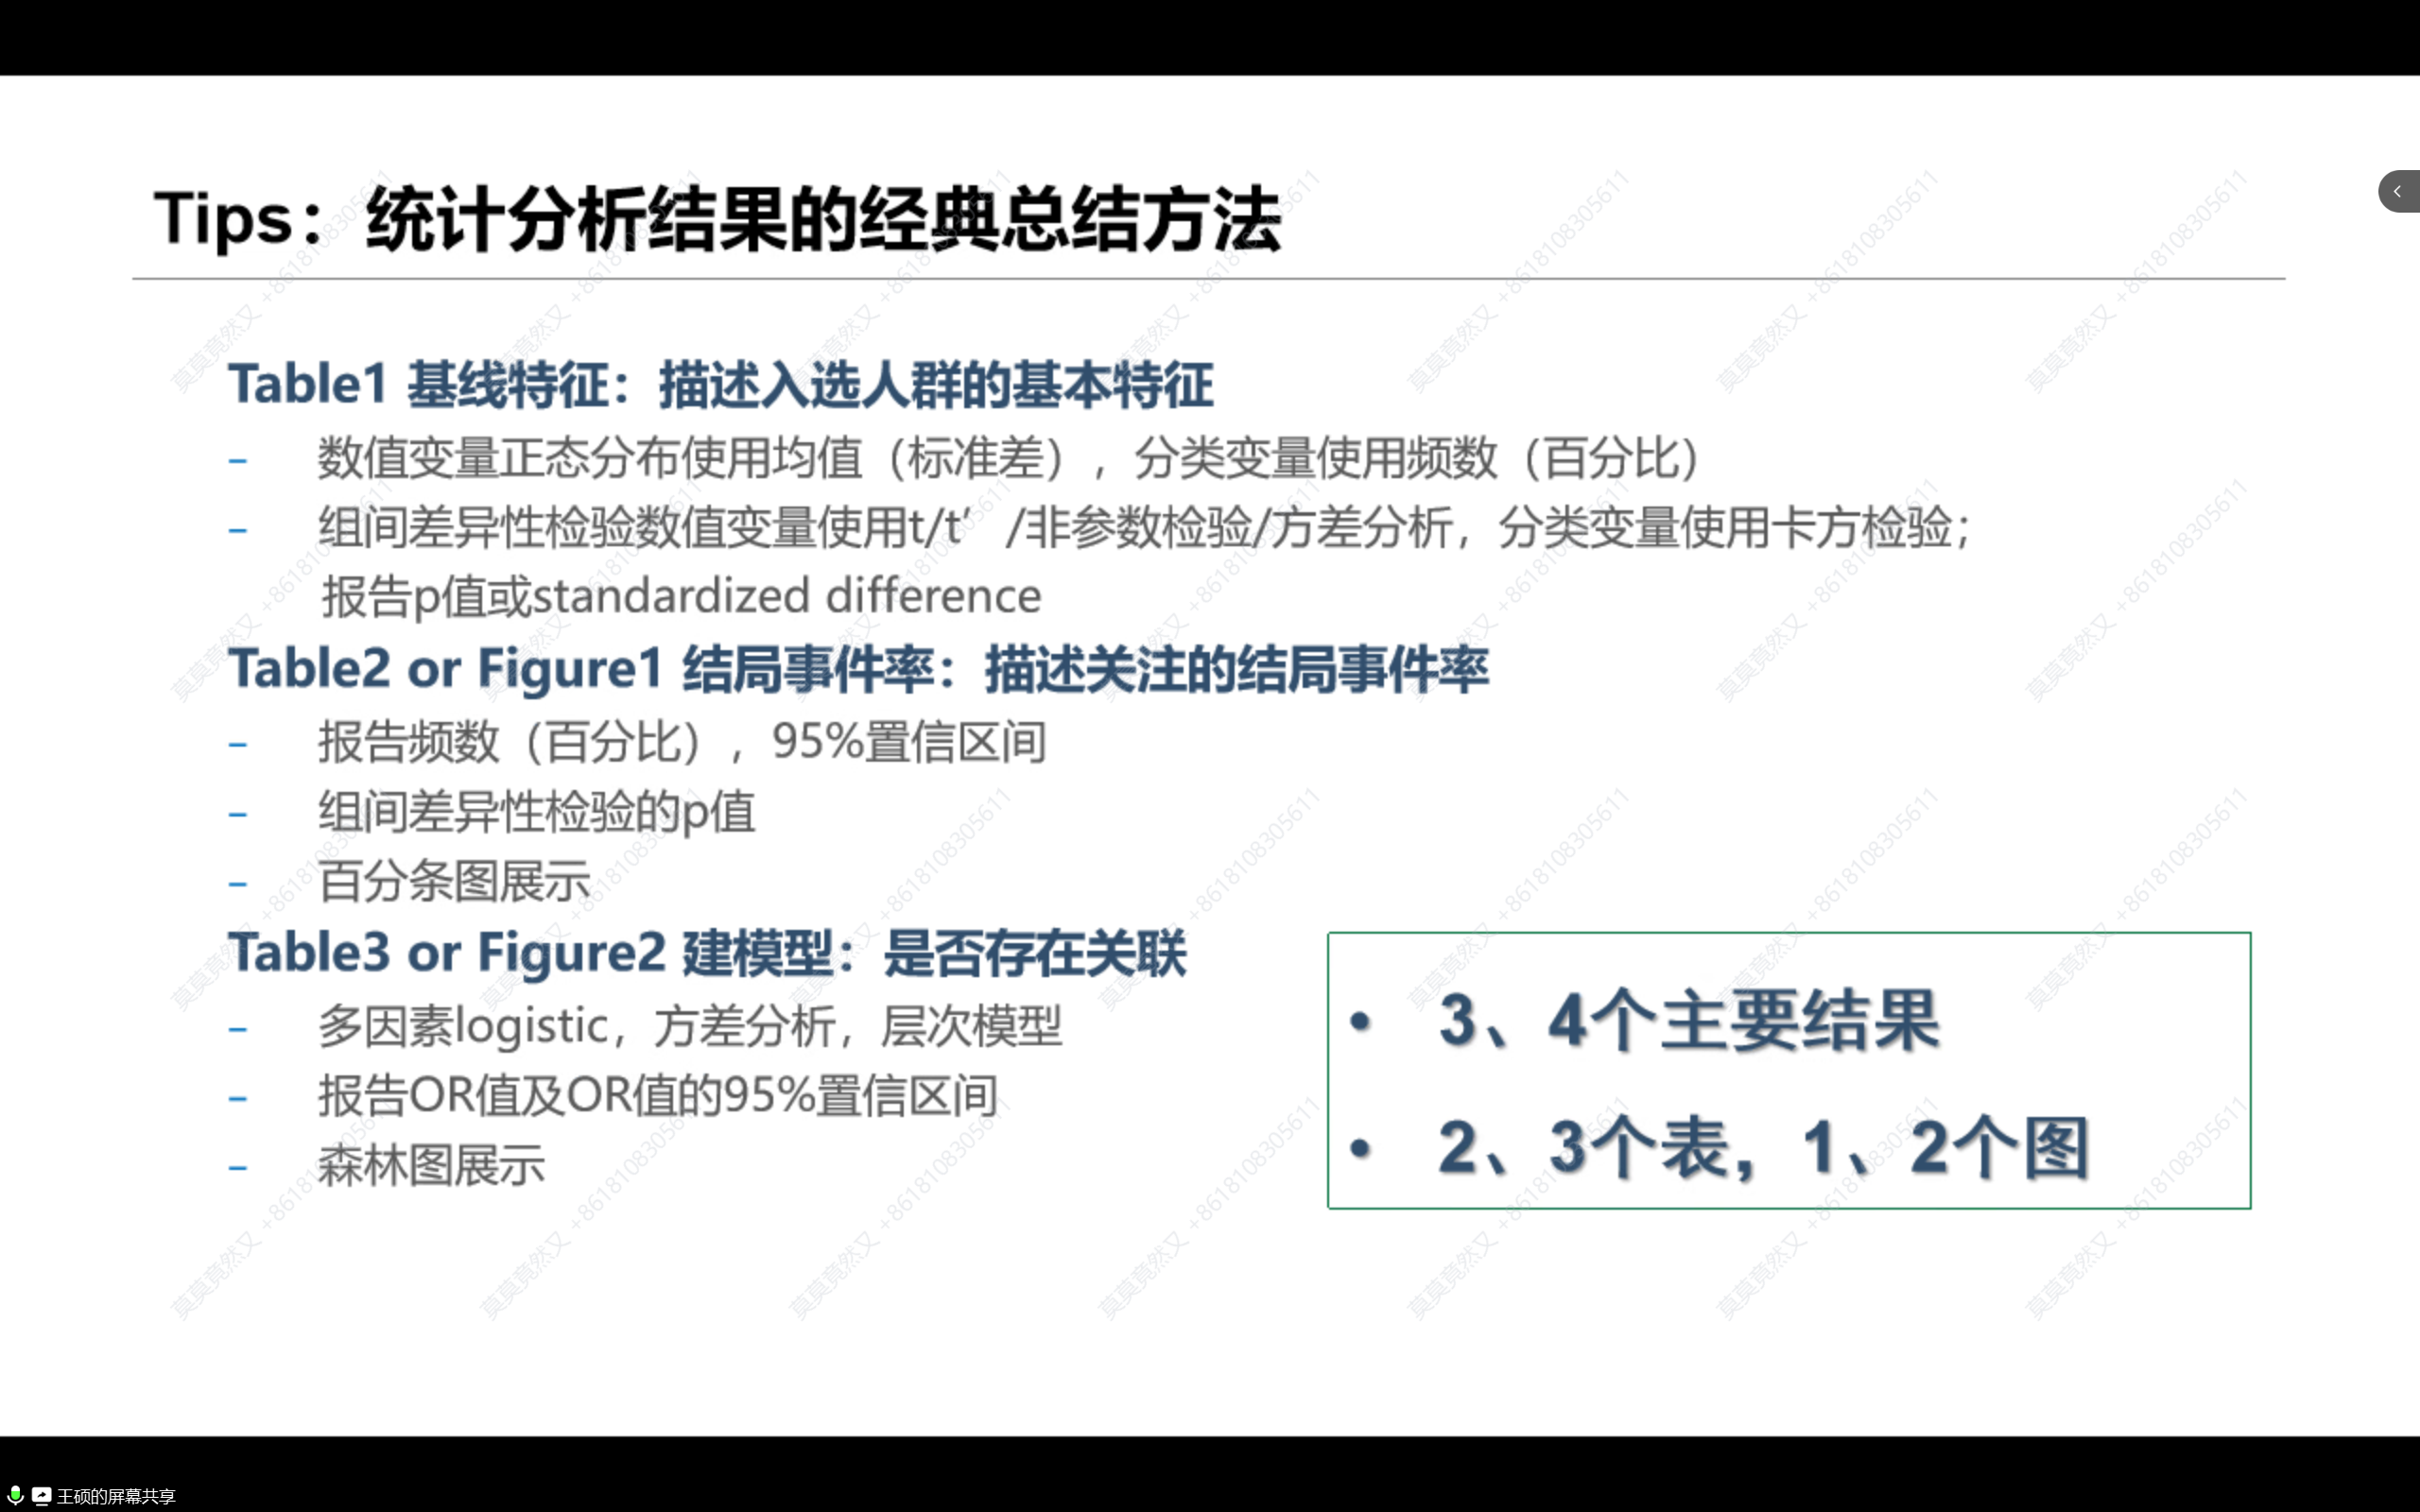 Tips：统计分析结果的经典总结方法
Table1 基线特征：描述入选人群的基本特征
– 数值变量正态分布使用均值（标准差），分类变量使用频数（百分比）
– 组间差异性检验数值变量使用t/t’/非参数检验/方差分析，分类变量使用卡方检验；
报告p值或standardized difference
Table2 or Figure1 结局事件率：描述关注的结局事件率
– 报告频数（百分比），95%置信区间
– 组间差异性检验的p值
– 百分条图展示
Table3 or Figure2 建模型：是否存在关联
– 多因素logistic，方差分析，层次模型
– 报告OR值及OR值的95%置信区间
– 森林图展示
• 3、4个主要结果
• 2、3个表，1、2个图
莫莫竟然又 +8618108305611
王硕的屏幕共享